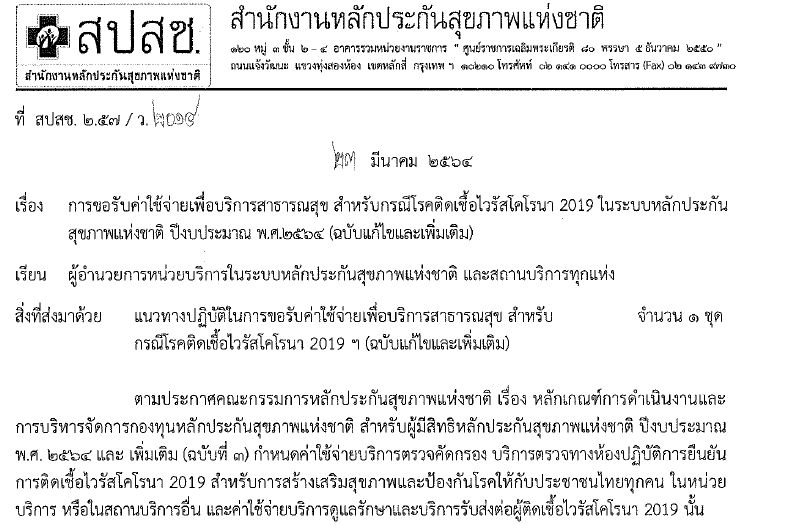 สปสช.
สำนักงานหลักประกันสุขภาพแห่งชาติ
สำนักงานหลักประกันสุขภาพแห่งชาติ
๑๒๐ หมู่ ๓ ชั้น ๒ – ๔ อาคารรวมหน่วยงานราชการ “ ศูนย์ราชการเฉลิมพระเกียรติ ๘๐ พรรษา ๕ ธันวาคม ๒๕๕๐ ”
ถนนแจ้งวัฒนะ แขวงทุ่งสองห้อง เขตหลักสี่ กรุงเทพ ฯ ๑๐๒๑๐ โทรศัพท์ ๐๒ ๑๔๑ ๔๐๐๐ โทรสาร (Fax) ๐๒ ๑๔๓ ๙๗๓๐
ที่ สปสช. ๒.๕๗ / ว.
มีนาคม ๒๕๖๔
เรื่อง การขอรับค่าใช้จ่ายเพื่อบริการสาธารณสุข สำหรับกรณีโรคติดเชื้อไวรัสโคโรนา 2019 ในระบบหลักประกัน
สุขภาพแห่งชาติ ปีงบประมาณ พ.ศ.๒๕๖๔ (ฉบับแก้ไขและเพิ่มเติม)
เรียน ผู้อำนวยการหน่วยบริการในระบบหลักประกันสุขภาพแห่งชาติ และสถานบริการทุกแห่ง
สิ่งที่ส่งมาด้วย แนวทางปฏิบัติในการขอรับค่าใช้จ่ายเพื่อบริการสาธารณสุข สำหรับ จำนวน ๑ ชุด
กรณีโรคติดเชื้อไวรัสโคโรนา 2019 ฯ (ฉบับแก้ไขและเพิ่มเติม)
ตามประกาศคณะกรรมการหลักประกันสุขภาพแห่งชาติ เรื่อง หลักเกณฑ์การดำเนินงานและ
การบริหารจัดการกองทุนหลักประกันสุขภาพแห่งชาติ สำหรับผู้มีสิทธิหลักประกันสุขภาพแห่งชาติ ปีงบประมาณ
พ.ศ. ๒๕๖๔ และ เพิ่มเติม (ฉบับที่ ๓) กำหนดค่าใช้จ่ายบริการตรวจคัดกรอง บริการตรวจทางห้องปฏิบัติการยืนยัน
การติดเชื้อไวรัสโคโรนา 2019 สำหรับการสร้างเสริมสุขภาพและป้องกันโรคให้กับประชาชนไทยทุกคน ในหน่วย
บริการ หรือในสถานบริการอื่น และค่าใช้จ่ายบริการดูแลรักษาและบริการรับส่งต่อผู้ติดเชื้อไวรัสโคโรนา 2019 นั้น